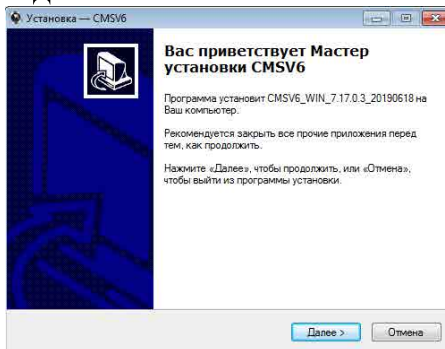 Установка — CMSV6
Вас приветствует Мастер
установки CMSV6
Программа установит CMSV6_WIN_7.17.0.3_20190618 на
Ваш компьютер.
Рекомендуется закрыть все прочие приложения перед
тем, как продолжить.
Нажмите «Далее», чтобы продолжить, или «Отмена»,
чтобы выйти из программы установки.
Далее >
Отмена